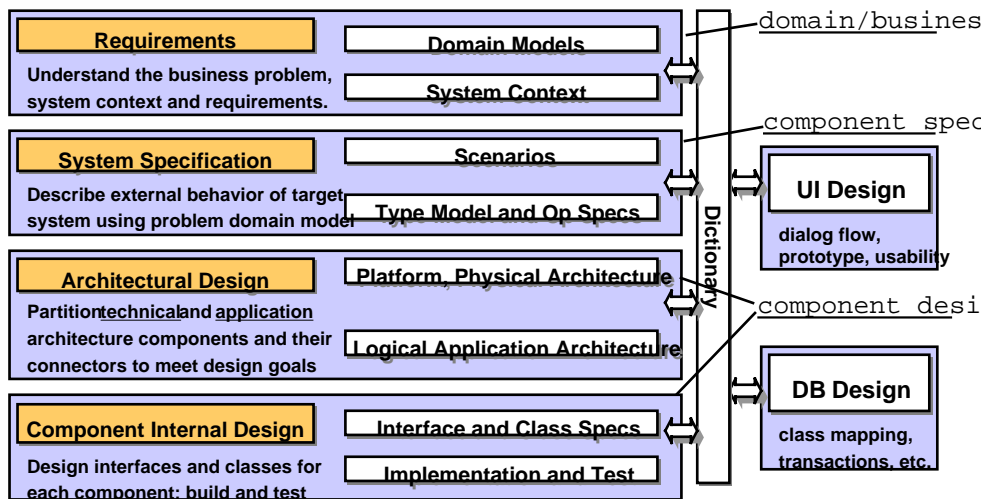 domain/busines
Requirements
Domain Models
Understand the business problem,
system context and requirements.
System Context
component spec
System Specification
Scenarios
Describe external behavior of target
system using problem domain model
Type Model and Op Specs
Dictionary
UI Design
dialog flow,
prototype, usability
Architectural Design
Platform, Physical Architecture
Partition technical and application
architecture components and their
connectors to meet design goals
Logical Application Architecture
component desi
DB Design
class mapping,
transactions, etc.
Component Internal Design
Interface and Class Specs
Design interfaces and classes for
each component; build and test
Implementation and Test